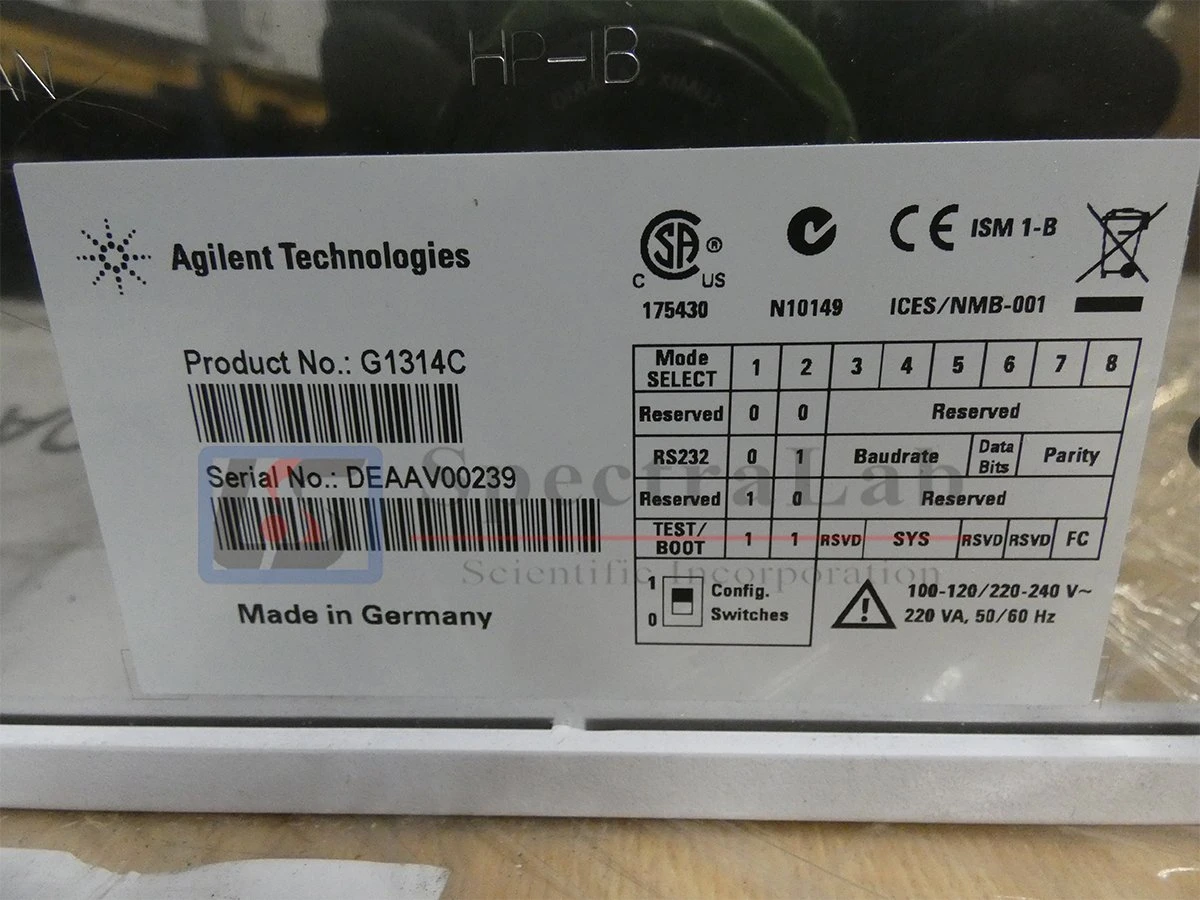 AN
HP-IB
Agilent Technologies
CSA ®
C US
175430
N10149
CE ISM 1-B
ICES/NMB-001
Product No.: G1314C
Serial No.: DEAAV00239
Made in Germany
Mode SELECT 1 2 3 4 5 6 7 8
Reserved 0 0 Reserved
RS232 0 1 Baudrate Data Bits Parity
Reserved 1 0 Reserved
TEST/ BOOT 1 1 RSVD SYS RSVD RSVD FC
1
0
Config.
Switches
100-120/220-240 V~
220 VA, 50/60 Hz
SpectraLab
Scientific Incorporation